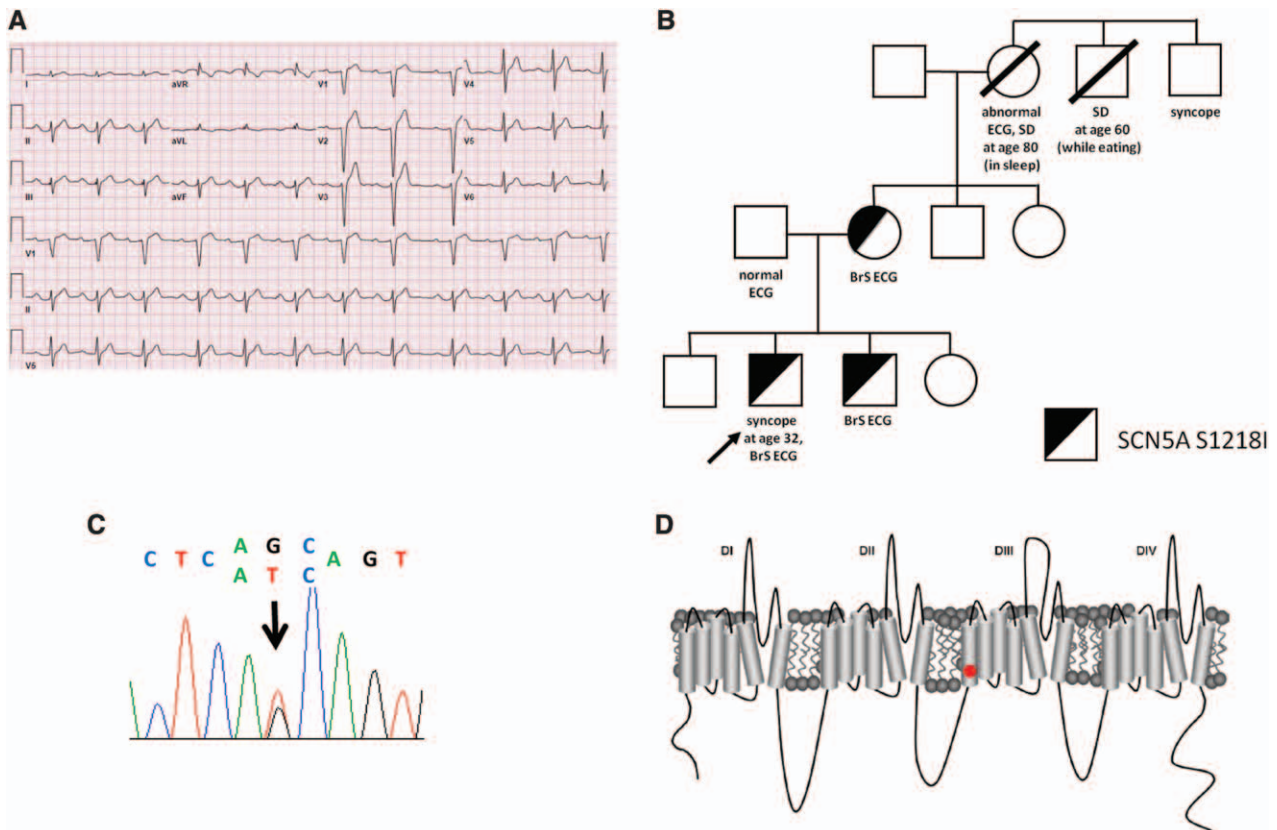 A
I aVR V1 V4
II aVL V2 V5
III aVF V3 V6
V1
II
V6
B
abnormal
ECG, SD
at age 80
(in sleep)
SD
at age 60
(while eating)
syncope
normal
ECG
BrS ECG
syncope
at age 32,
BrS ECG
BrS ECG
SCN5A S1218I
C
C T C A G C A G T
A T C
D
DI DII DIII DIV